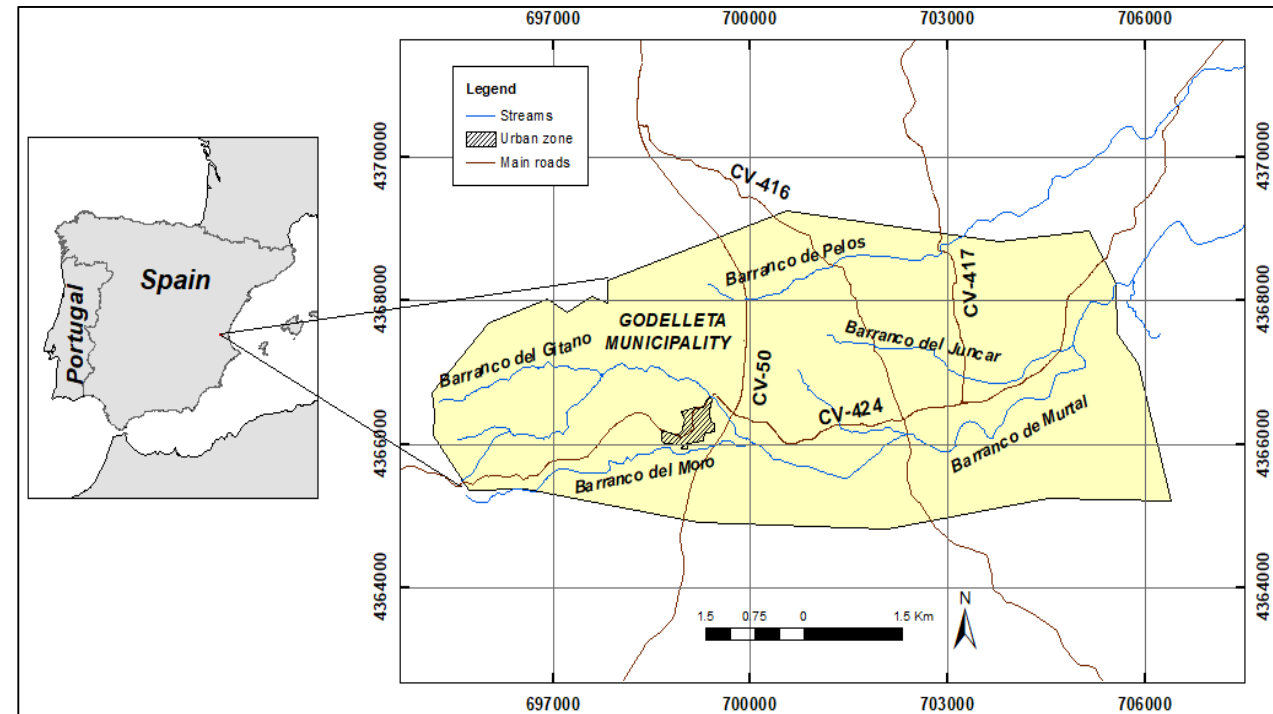 697000 700000 703000 706000
Legend
Streams
Urban zone
Main roads
4370000
4368000
4366000
4364000
Spain
Portugal
CV-416
Barranco de Pelos
CV-417
GODELLETA
MUNICIPALITY
Barranco del Gitano
Barranco del Juncar
CV-50
CV-424
Barranco de Murtal
Barranco del Moro
4370000
4368000
4366000
4364000
N
1.5 0.75 0 1.5 Km
697000 700000 703000 706000